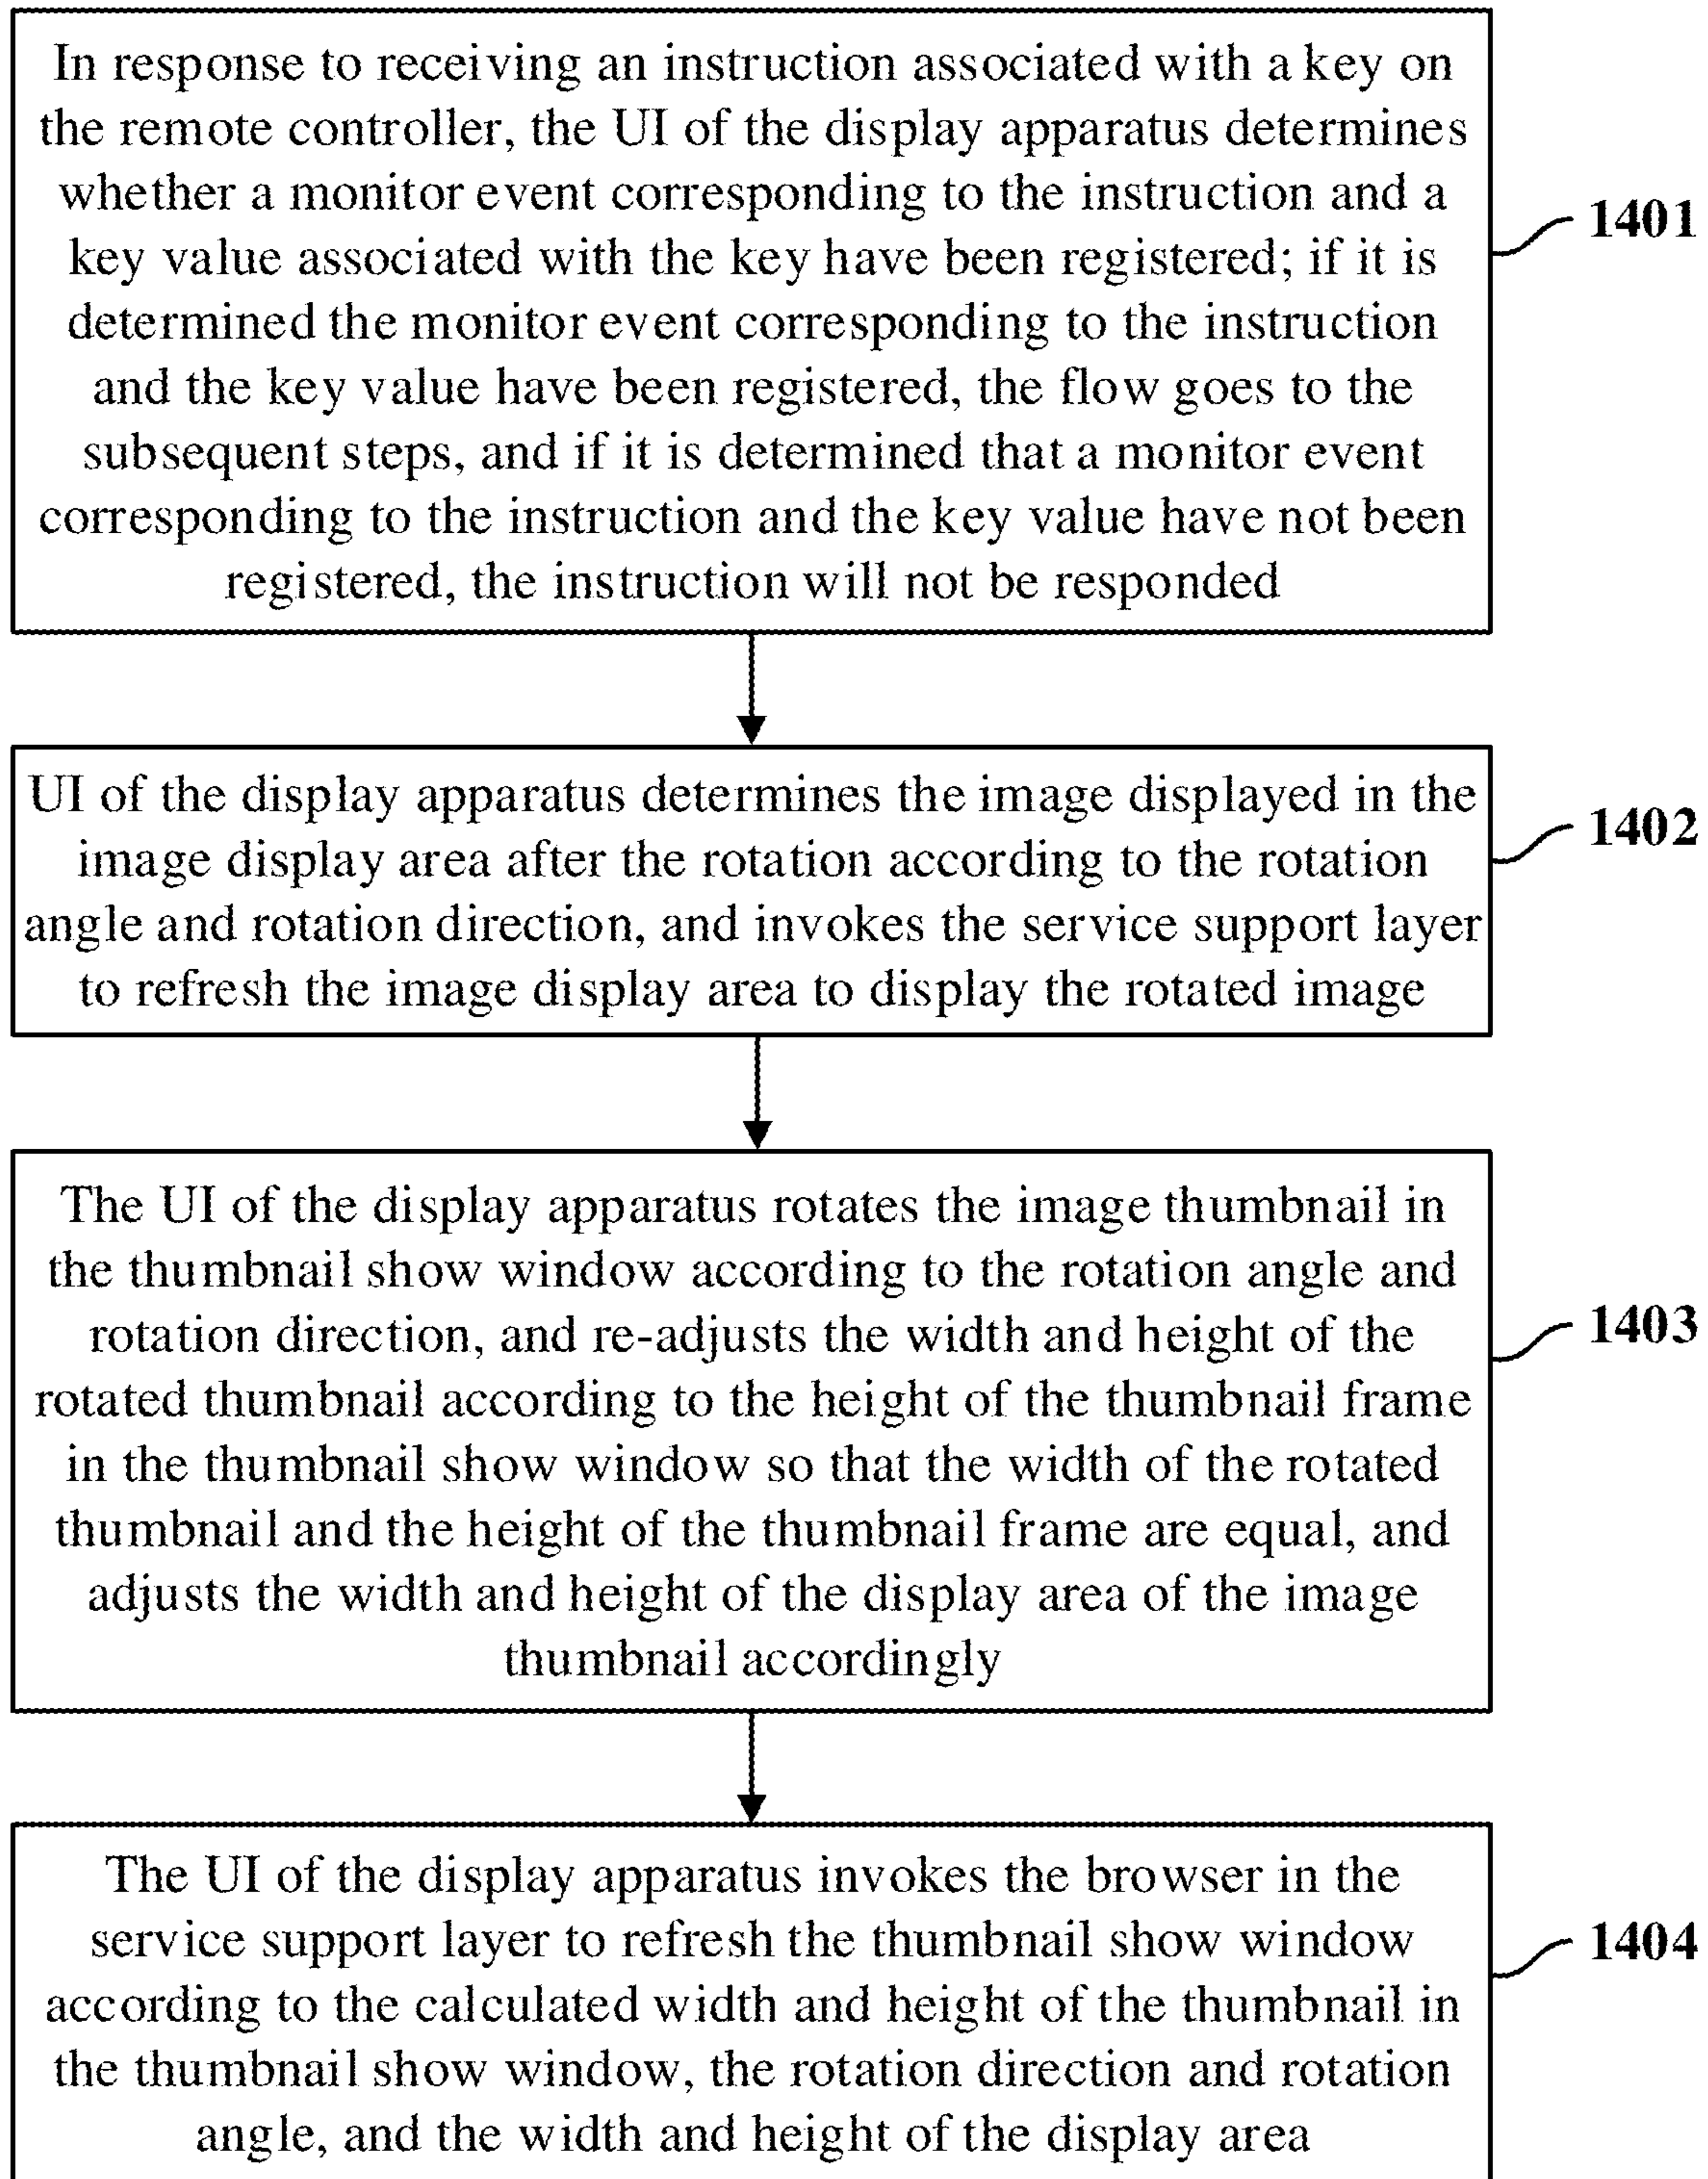 In response to receiving an instruction associated with a key on
the remote controller, the UI of the display apparatus determines
whether a monitor event corresponding to the instruction and a
key value associated with the key have been registered; if it is
determined the monitor event corresponding to the instruction
and the key value have been registered, the flow goes to the
subsequent steps, and if it is determined that a monitor event
corresponding to the instruction and the key value have not been
registered, the instruction will not be responded
1401
UI of the display apparatus determines the image displayed in the
image display area after the rotation according to the rotation
angle and rotation direction, and invokes the service support layer
to refresh the image display area to display the rotated image
1402
The UI of the display apparatus rotates the image thumbnail in
the thumbnail show window according to the rotation angle and
rotation direction, and re-adjusts the width and height of the
rotated thumbnail according to the height of the thumbnail frame
in the thumbnail show window so that the width of the rotated
thumbnail and the height of the thumbnail frame are equal, and
adjusts the width and height of the display area of the image
thumbnail accordingly
1403
The UI of the display apparatus invokes the browser in the
service support layer to refresh the thumbnail show window
according to the calculated width and height of the thumbnail in
the thumbnail show window, the rotation direction and rotation
angle, and the width and height of the display area
1404